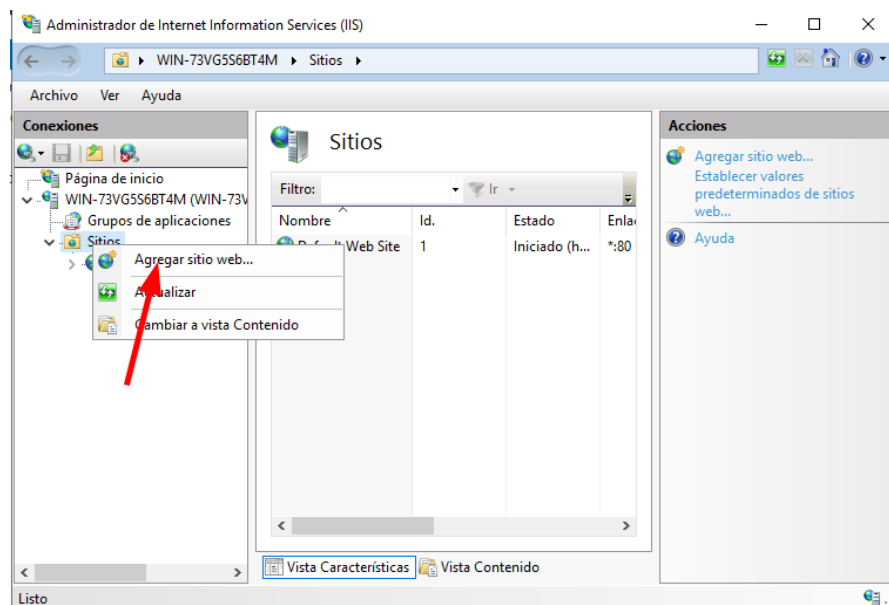 Administrador de Internet Information Services (IIS)
WIN-73VG5S6BT4M Sitios
Archivo Ver Ayuda
Conexiones
Página de inicio
WIN-73VG5S6BT4M (WIN-73V
Grupos de aplicaciones
Sitios
Agregar sitio web...
Actualizar
Cambiar a vista Contenido
Sitios
Filtro: Ir
Nombre Id. Estado Enla
Default Web Site 1 Iniciado (h... *:80
Vista Características Vista Contenido
Acciones
Agregar sitio web...
Establecer valores
predeterminados de sitios
web...
Ayuda
Listo